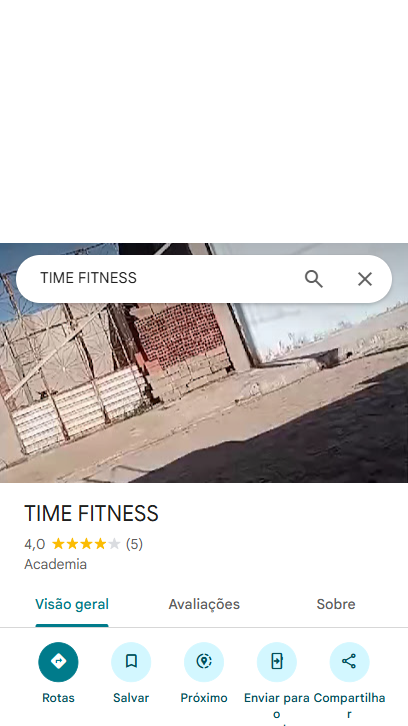 TIME FITNESS
TIME FITNESS
4,0 (5)
Academia
Visão geral Avaliações Sobre
Rotas Salvar Próximo Enviar para o Compartilhar